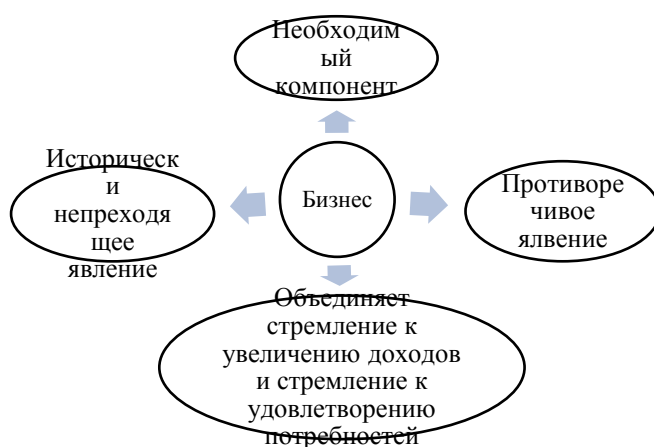 Необходим
ый
компонент
Историческ
и
непреходя
щее
явление
Бизнес
Противоре
чивое
ялвение
Объединяет
стремление к
увеличению доходов
и стремление к
удовлетворению
потребностей